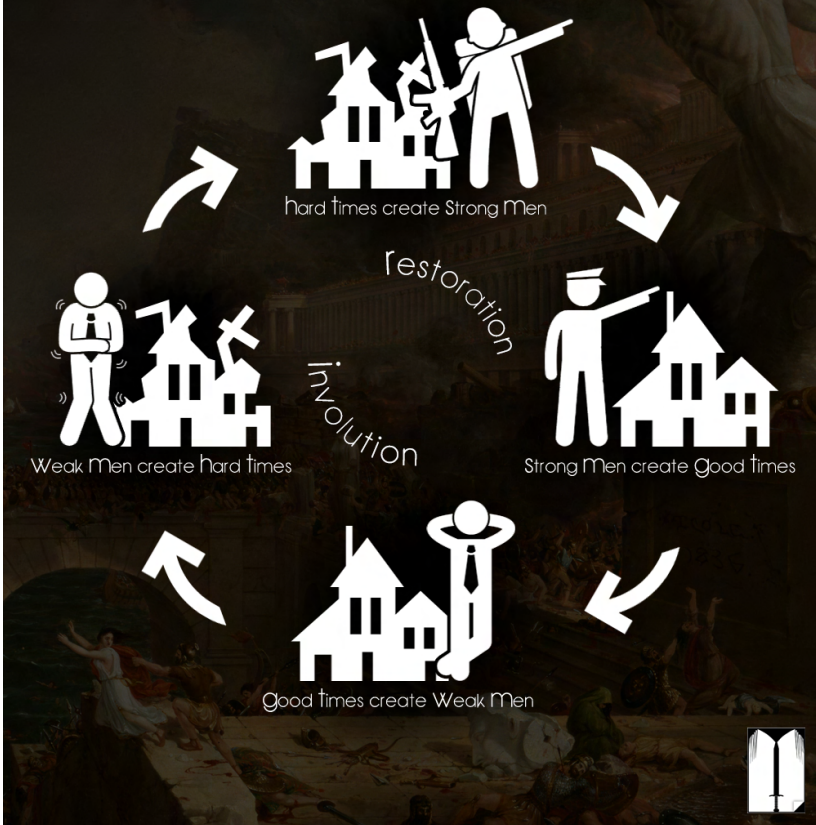 hard times create Strong Men
restoration
Strong Men create good times
good times create Weak Men
Weak Men create hard times
involution